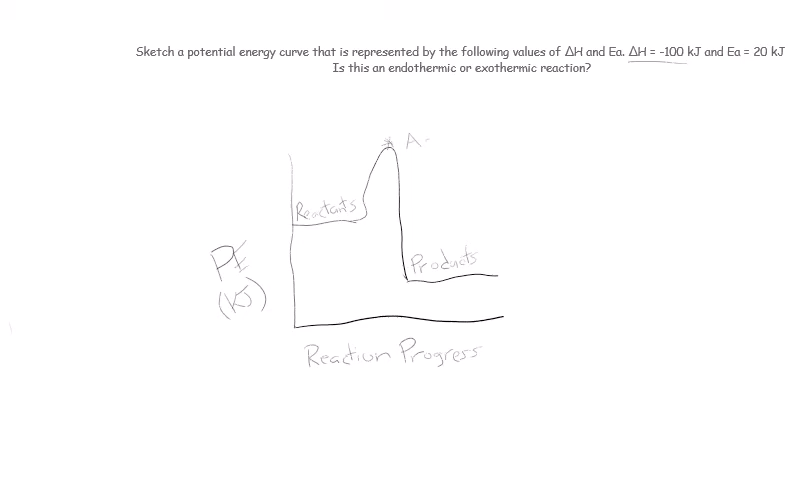 Sketch a potential energy curve that is represented by the following values of ΔH and Ea. ΔH = -100 kJ and Ea = 20 kJ
Is this an endothermic or exothermic reaction?
A
Reactants
PE
(KJ)
Products
Reaction Progress